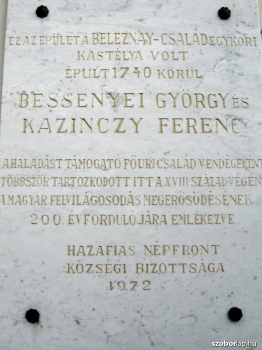 EZ AZ ÉPÜLET A BELEZNAY-CSALÁD EGYKORI
KASTÉLYA VOLT
ÉPÜLT 1740 KÖRÜL
BESSENYEI GYÖRGY ÉS
KAZINCZY FERENC
A HALADÁST TÁMOGATÓ FŐÚRI CSALÁD VENDÉGEKÉNT
TÖBBSZÖR TARTÓZKODOTT ITT A XVIII SZÁZAD VÉGÉN
A MAGYAR FELVILÁGOSODÁS MEGERŐSÖDÉSÉNEK
200 ÉVFORDULÓJÁRA EMLÉKEZVE
HAZAFIAS NÉPFRONT
KÖZSÉGI BIZOTTSÁGA
1972
szoborlap.hu